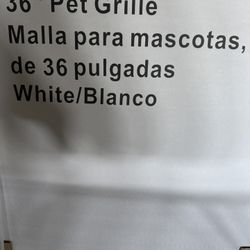 36" Pet Grille
Malla para mascotas,
de 36 pulgadas
White/Blanco